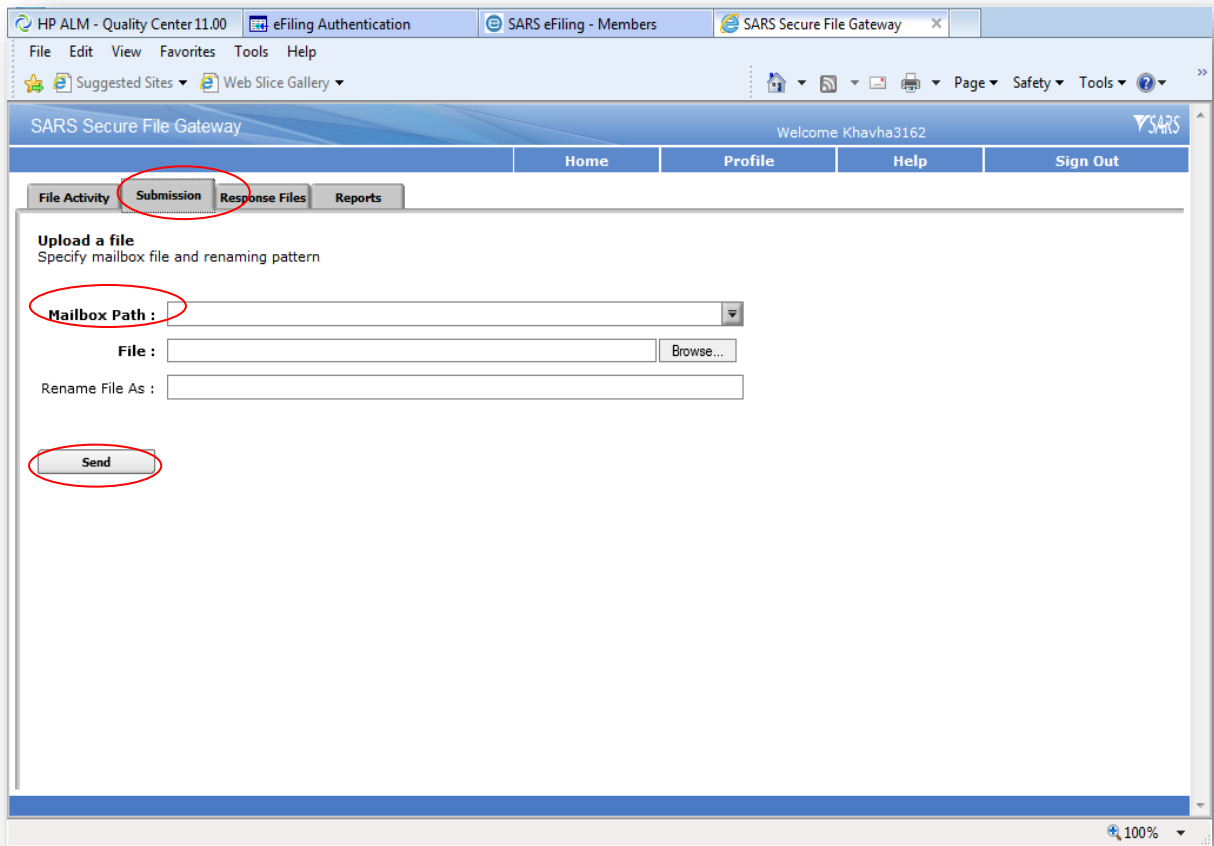 HP ALM - Quality Center 11.00 eFiling Authentication SARS eFiling - Members SARS Secure File Gateway
File Edit View Favorites Tools Help
Suggested Sites Web Slice Gallery Page Safety Tools
SARS Secure File Gateway Welcome Khavha3162 SARS
Home Profile Help Sign Out
File Activity Submission Response Files Reports
Upload a file
Specify mailbox file and renaming pattern
Mailbox Path :
File : Browse...
Rename File As :
Send
100%